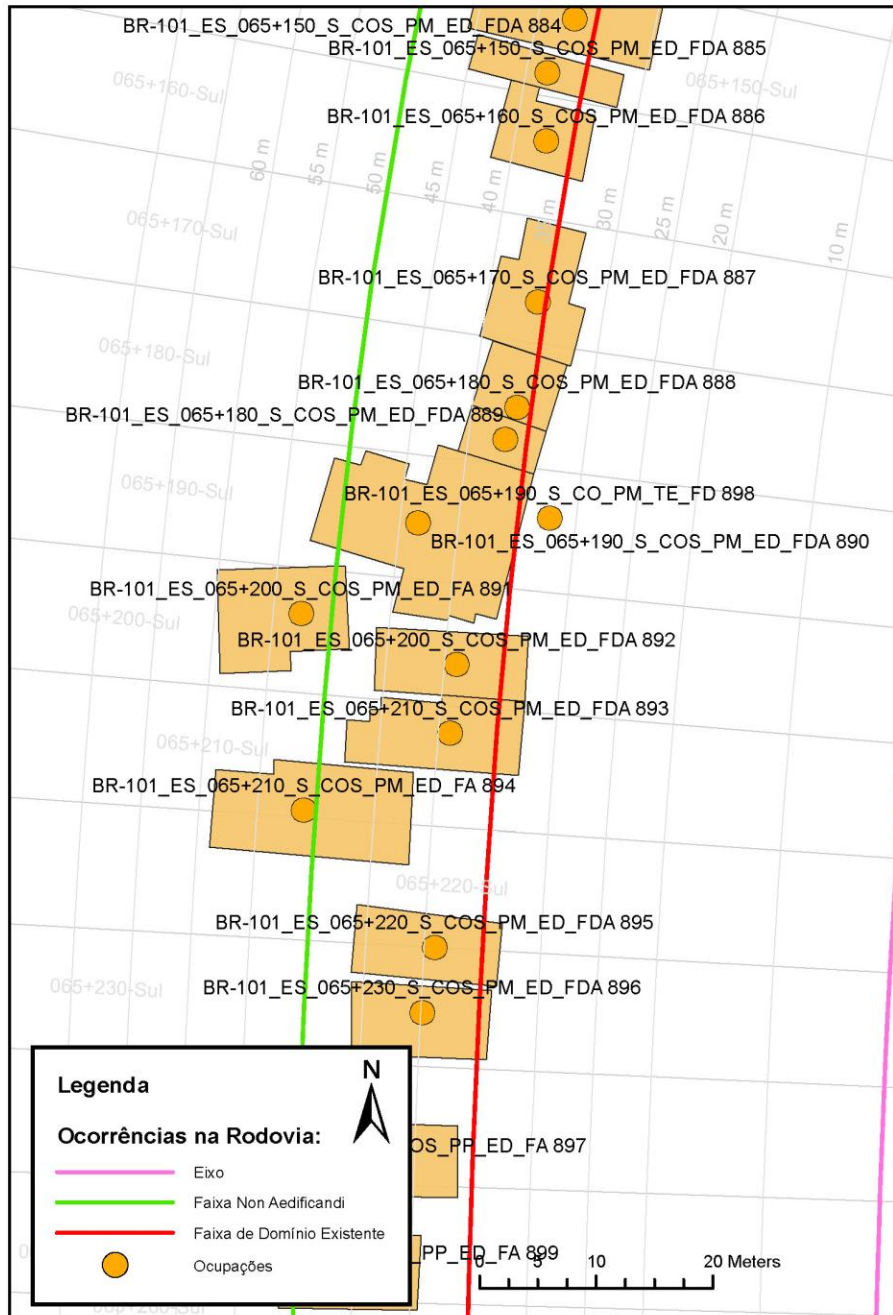 BR-101_ES_065+150_S_COS_PM_ED_FDA 884
BR-101_ES_065+150_S_COS_PM_ED_FDA 885
065+150-Sul
065+160-Sul
BR-101_ES_065+160_S_COS_PM_ED_FDA 886
60 m
55 m
50 m
45 m
40 m
30 m
25 m
20 m
10 m
065+170-Sul
BR-101_ES_065+170_S_COS_PM_ED_FDA 887
065+180-Sul
BR-101_ES_065+180_S_COS_PM_ED_FDA 888
BR-101_ES_065+180_S_COS_PM_ED_FDA 889
065+190-Sul
BR-101_ES_065+190_S_CO_PM_TE_FD 898
BR-101_ES_065+190_S_COS_PM_ED_FDA 890
BR-101_ES_065+200_S_COS_PM_ED_FA 891
065+200-Sul
BR-101_ES_065+200_S_COS_PM_ED_FDA 892
BR-101_ES_065+210_S_COS_PM_ED_FDA 893
065+210-Sul
BR-101_ES_065+210_S_COS_PM_ED_FA 894
065+220-Sul
BR-101_ES_065+220_S_COS_PM_ED_FDA 895
065+230-Sul
BR-101_ES_065+230_S_COS_PM_ED_FDA 896
Legenda
N
Ocorrências na Rodovia:
Eixo
Faixa Non Aedificandi
Faixa de Domínio Existente
Ocupações
OS_PP_ED_FA 897
_PP_ED_FA 899
0 5 10 20 Meters